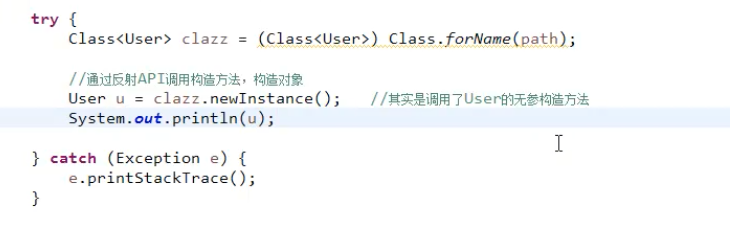 try {
Class<User> clazz = (Class<User>) Class.forName(path);
//通过反射API调用构造方法，构造对象
User u = clazz.newInstance(); //其实是调用了User的无参构造方法
System.out.println(u);
} catch (Exception e) {
e.printStackTrace();
}